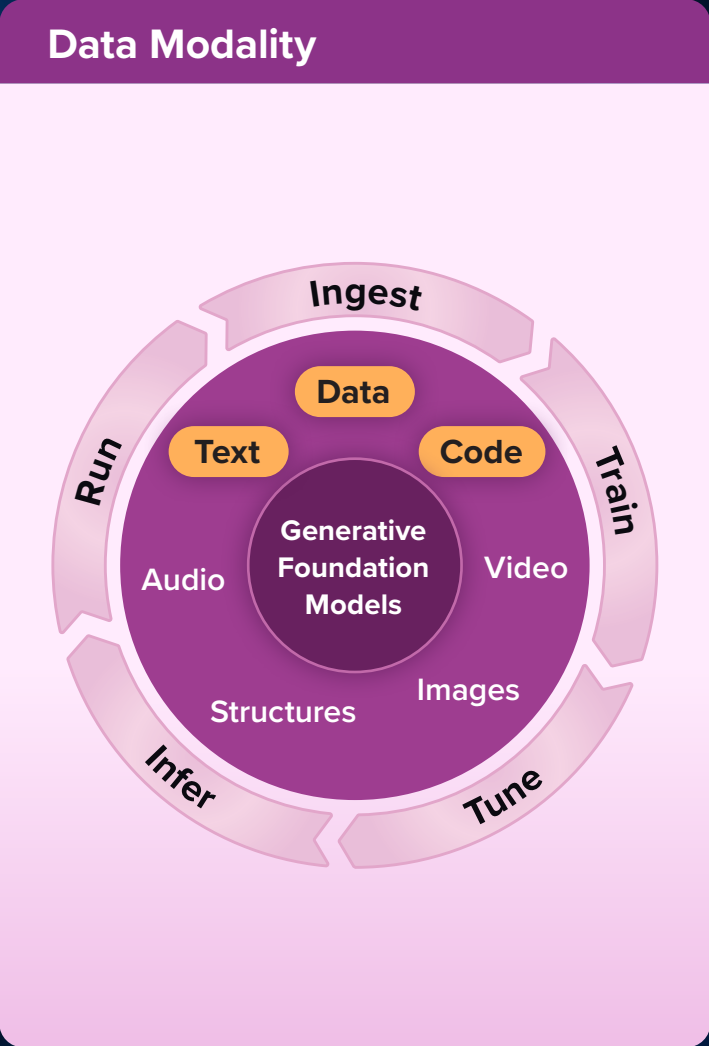 Data Modality
Ingest
Train
Tune
Infer
Run
Data
Text
Code
Generative
Foundation
Models
Audio
Video
Images
Structures